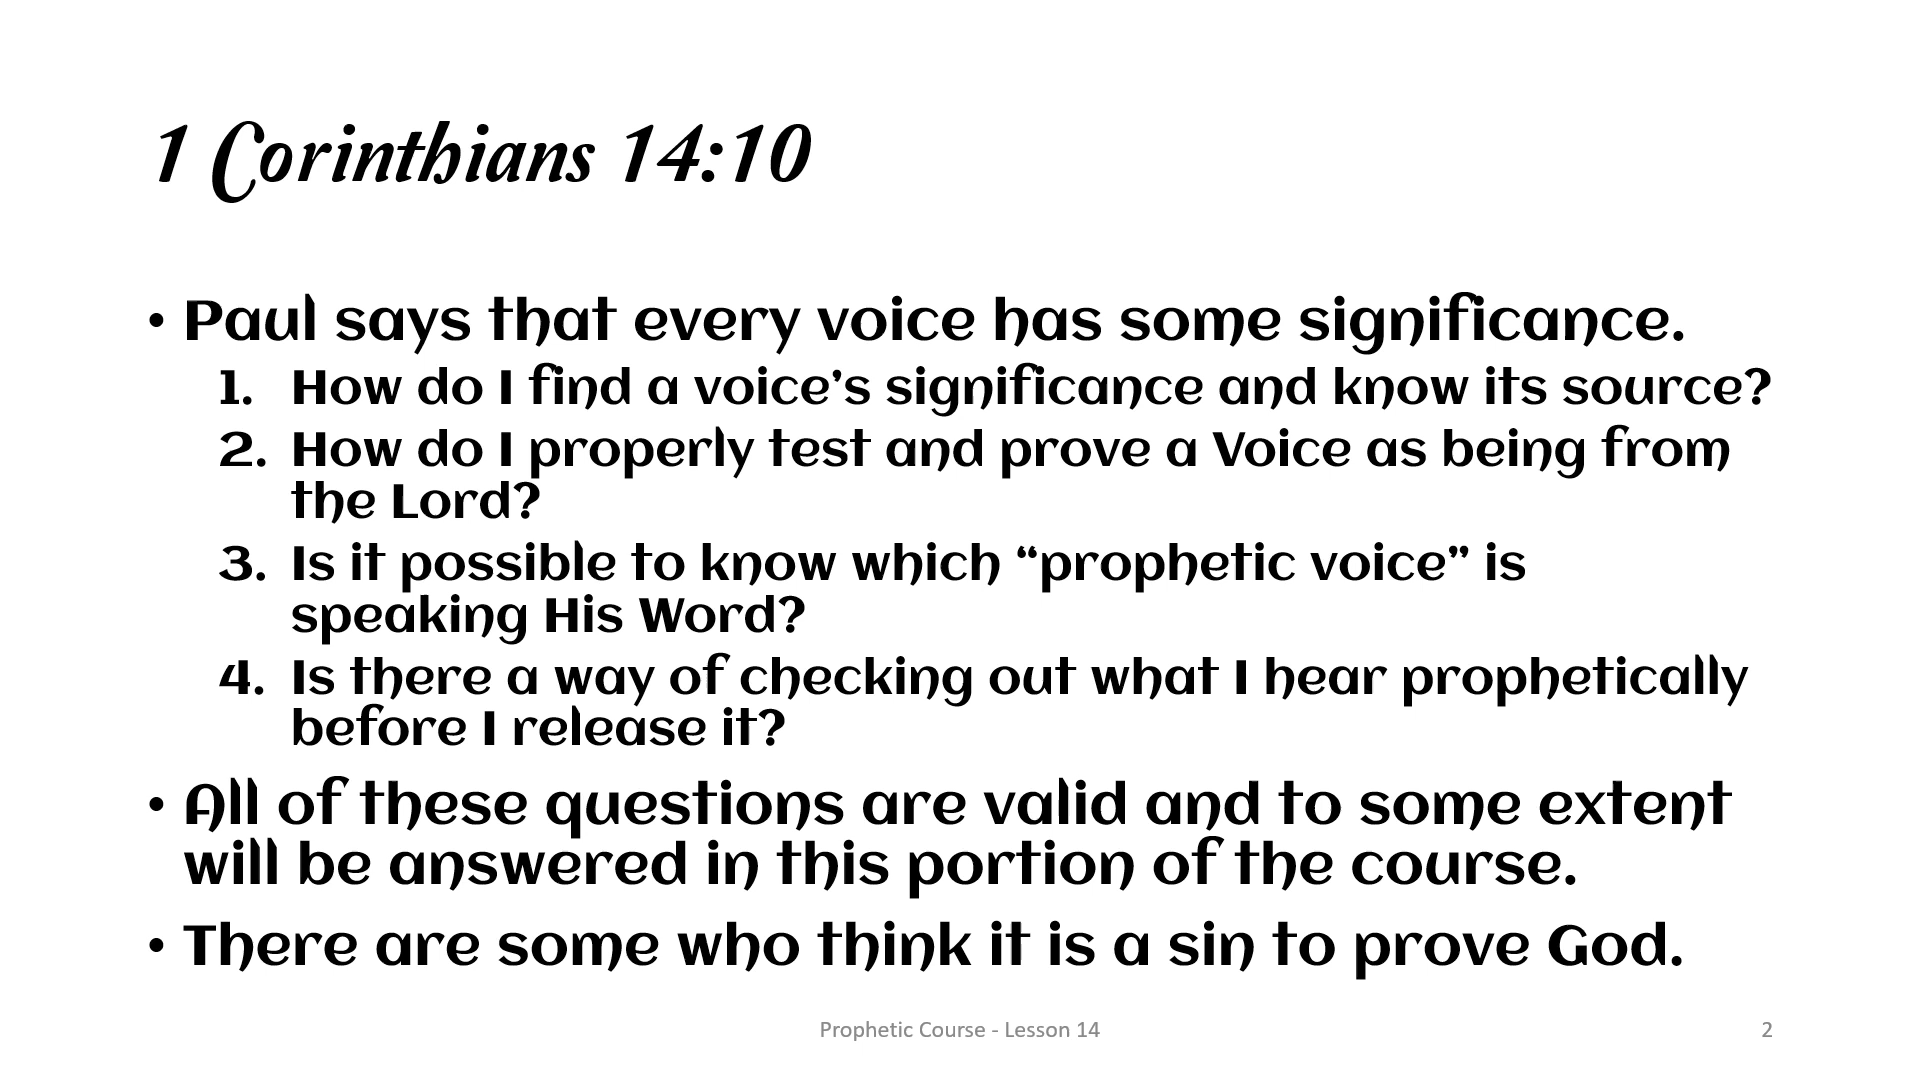 1 Corinthians 14:10
• Paul says that every voice has some significance.
1. How do I find a voice’s significance and know its source?
2. How do I properly test and prove a Voice as being from
the Lord?
3. Is it possible to know which “prophetic voice” is
speaking His Word?
4. Is there a way of checking out what I hear prophetically
before I release it?
• All of these questions are valid and to some extent
will be answered in this portion of the course.
• There are some who think it is a sin to prove God.
Prophetic Course - Lesson 14
2